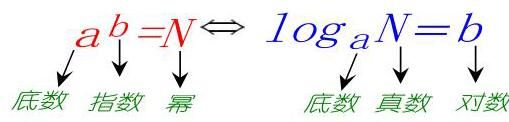 a^b=N⇔ log_a N=b
底数 指数 幂 底数 真数 对数